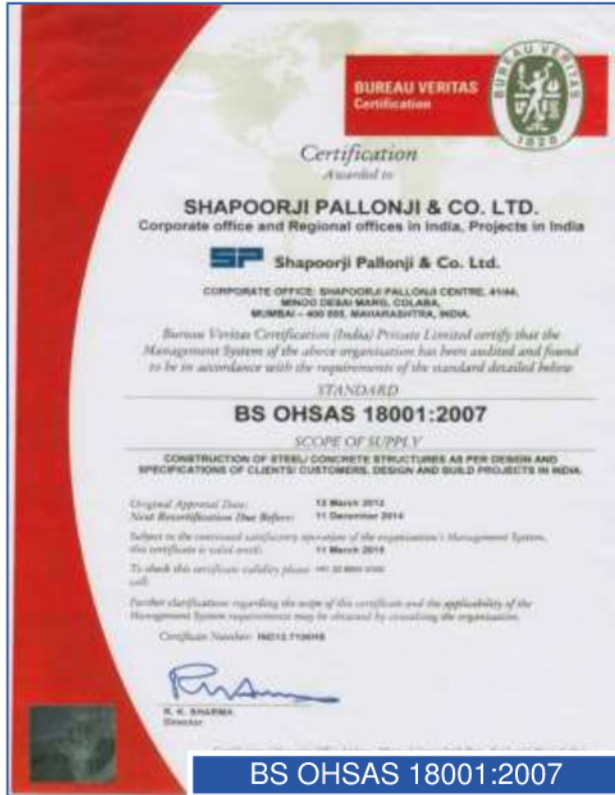 BUREAU VERITAS
Certification
BUREAU VERITAS
1828
Certification
Awarded to
SHAPOORJI PALLONJI & CO. LTD.
Corporate office and Regional offices in India, Projects in India
SP Shapoorji Pallonji & Co. Ltd.
CORPORATE OFFICE: SHAPOORJI PALLONJI CENTRE, 41/44,
MINOO DESAI MARG, COLABA,
MUMBAI – 400 005, MAHARASHTRA, INDIA.
Bureau Veritas Certification (India) Private Limited certify that the
Management System of the above organisation has been audited and found
to be in accordance with the requirements of the standard detailed below
STANDARD
BS OHSAS 18001:2007
SCOPE OF SUPPLY
CONSTRUCTION OF STEEL/ CONCRETE STRUCTURES AS PER DESIGN AND
SPECIFICATIONS OF CLIENTS/ CUSTOMERS, DESIGN AND BUILD PROJECTS IN INDIA.
Original Approval Date: 12 March 2012
Next Recertification Due Before: 11 December 2014
Subject to the continued satisfactory operation of the organisation's Management System,
this certificate is valid until: 11 March 2015
To check this certificate validity please
call:
Further clarifications regarding the scope of this certificate and the applicability of the
Management System requirements may be obtained by consulting the organisation.
Certificate Number:
R. K. SHARMA
Director
BS OHSAS 18001:2007